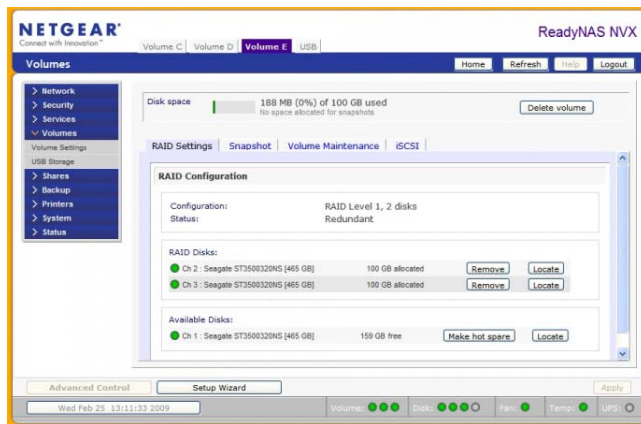 NETGEAR®
Connect with Innovation™
ReadyNAS NVX
Volume C
Volume D
Volume E
USB
Volumes
Home
Refresh
Help
Logout
> Network
> Security
> Services
Volumes
Volume Settings
USB Storage
> Shares
> Backup
> Printers
> System
> Status
Disk space
188 MB (0%) of 100 GB used
No space allocated for snapshots
Delete volume
RAID Settings
Snapshot
Volume Maintenance
iSCSI
RAID Configuration
Configuration: RAID Level 1, 2 disks
Status: Redundant
RAID Disks:
Ch 2 : Seagate ST3500320NS [465 GB] 100 GB allocated Remove Locate
Ch 3 : Seagate ST3500320NS [465 GB] 100 GB allocated Remove Locate
Available Disks:
Ch 1 : Seagate ST3500320NS [465 GB] 159 GB free Make hot spare Locate
Advanced Control
Setup Wizard
Apply
Wed Feb 25 13:11:33 2009
Volume:
Disk:
Fan:
Temp:
UPS: